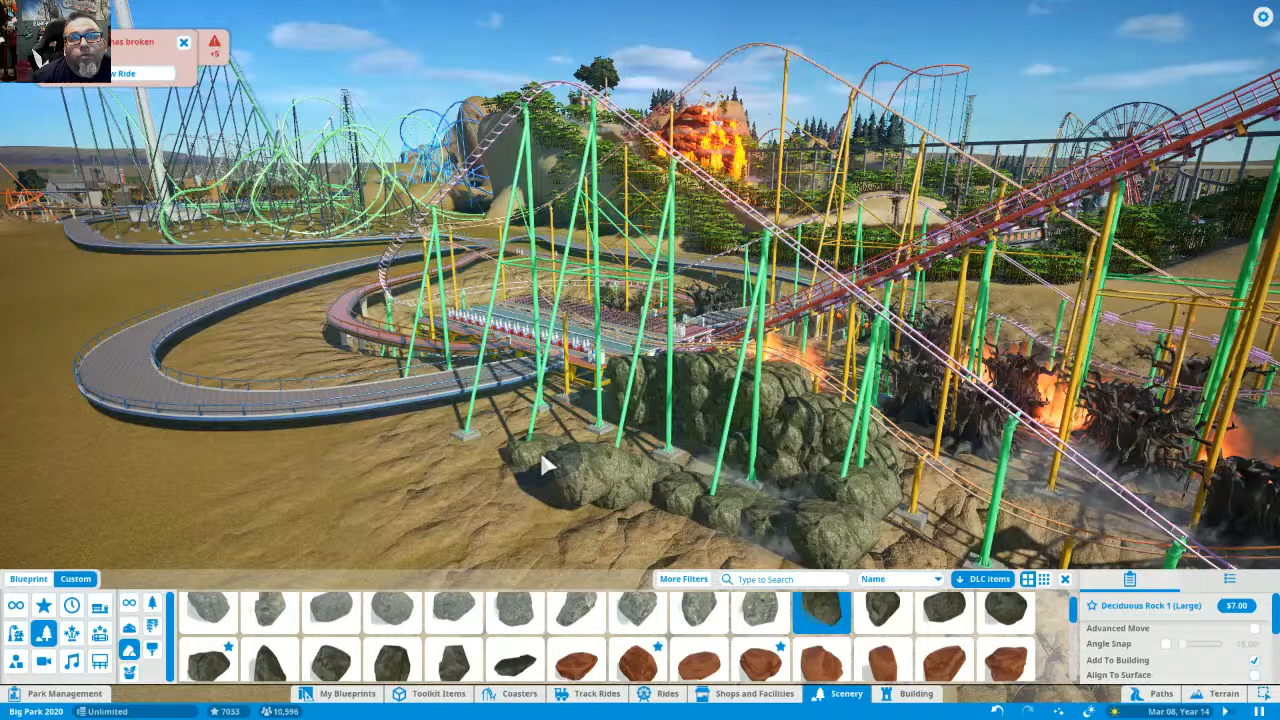 has broken
+5
w Ride
Blueprint
Custom
More Filters
Type to Search
Name
DLC items
Deciduous Rock 1 (Large)
$7.00
Advanced Move
Angle Snap
Add To Building
Align To Surface
Park Management
My Blueprints
Toolkit Items
Coasters
Track Rides
Rides
Shops and Facilities
Scenery
Building
Paths
Terrain
Big Park 2020
Unlimited
7033
10,596
Mar 08, Year 14